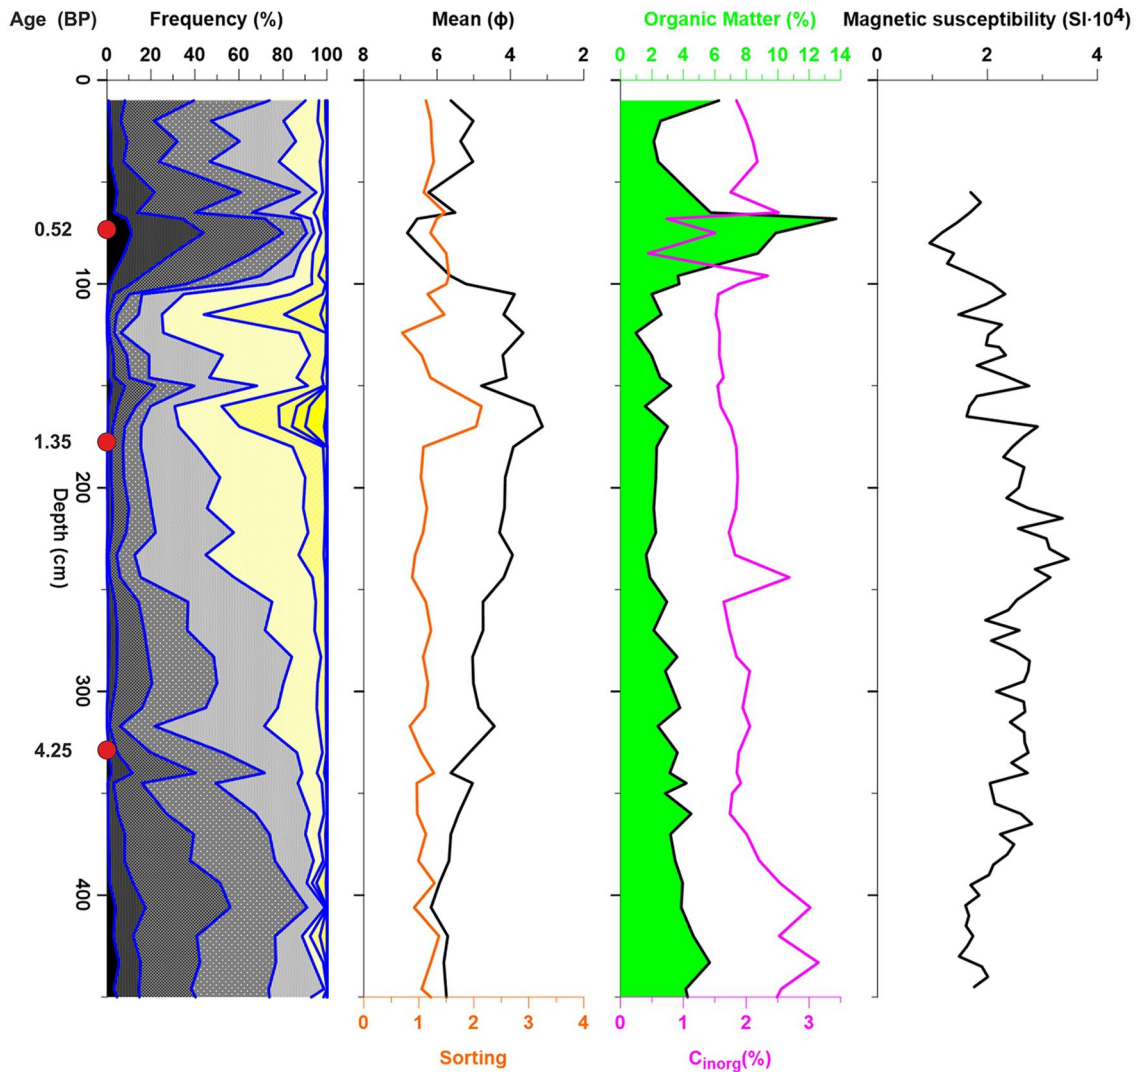 Age (BP) Frequency (%) Mean (ϕ) Organic Matter (%) Magnetic susceptibility (SI·10⁴)
0 20 40 60 80 100 8 6 4 2 0 2 4 6 8 10 12 14 0 2 4
0
0.52
100
1.35
200
Depth (cm)
300
4.25
400
0 1 2 3 4 0 1 2 3
Sorting C inorg (%)